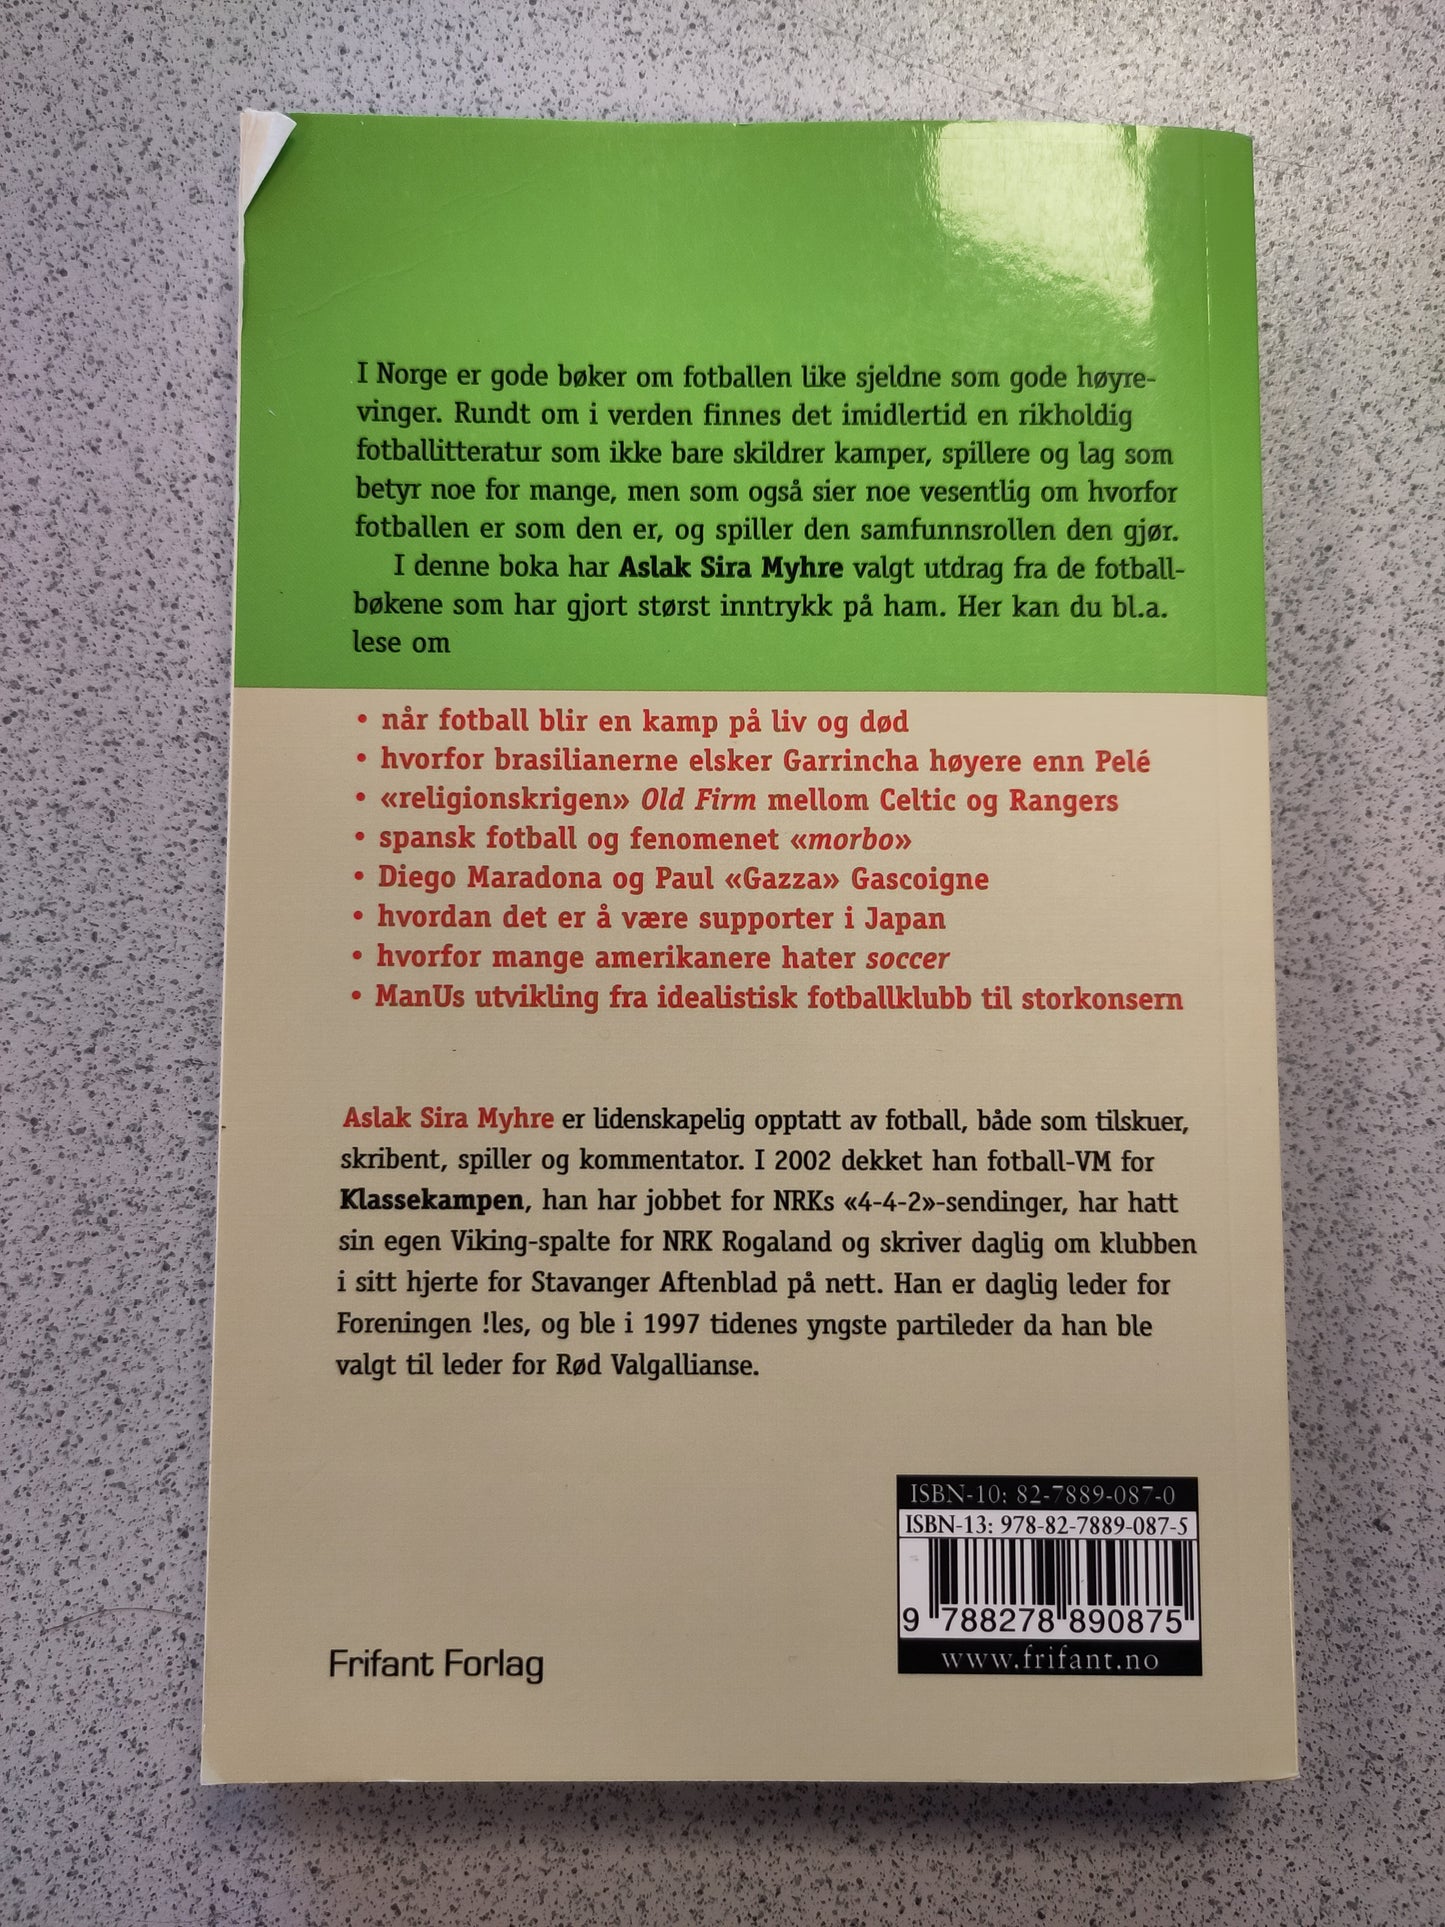 I Norge er gode bøker om fotballen like sjeldne som gode høyre-
vinger. Rundt om i verden finnes det imidlertid en rikholdig
fotballitteratur som ikke bare skildrer kamper, spillere og lag som
betyr noe for mange, men som også sier noe vesentlig om hvorfor
fotballen er som den er, og spiller den samfunnsrollen den gjør.
I denne boka har Aslak Sira Myhre valgt utdrag fra de fotball-
bøkene som har gjort størst inntrykk på ham. Her kan du bl.a.
lese om
• når fotball blir en kamp på liv og død
• hvorfor brasilianerne elsker Garrincha høyere enn Pelé
• «religionskrigen» Old Firm mellom Celtic og Rangers
• spansk fotball og fenomenet «morbo»
• Diego Maradona og Paul «Gazza» Gascoigne
• hvordan det er å være supporter i Japan
• hvorfor mange amerikanere hater soccer
• ManUs utvikling fra idealistisk fotballklubb til storkonsern
Aslak Sira Myhre er lidenskapelig opptatt av fotball, både som tilskuer,
skribent, spiller og kommentator. I 2002 dekket han fotball-VM for
Klassekampen, han har jobbet for NRKs «4-4-2»-sendinger, har hatt
sin egen Viking-spalte for NRK Rogaland og skriver daglig om klubben
i sitt hjerte for Stavanger Aftenblad på nett. Han er daglig leder for
Foreningen !les, og ble i 1997 tidenes yngste partileder da han ble
valgt til leder for Rød Valgallianse.
ISBN-10: 82-7889-087-0
ISBN-13: 978-82-7889-087-5
9 788278 890875
www.frifant.no
Frifant Forlag